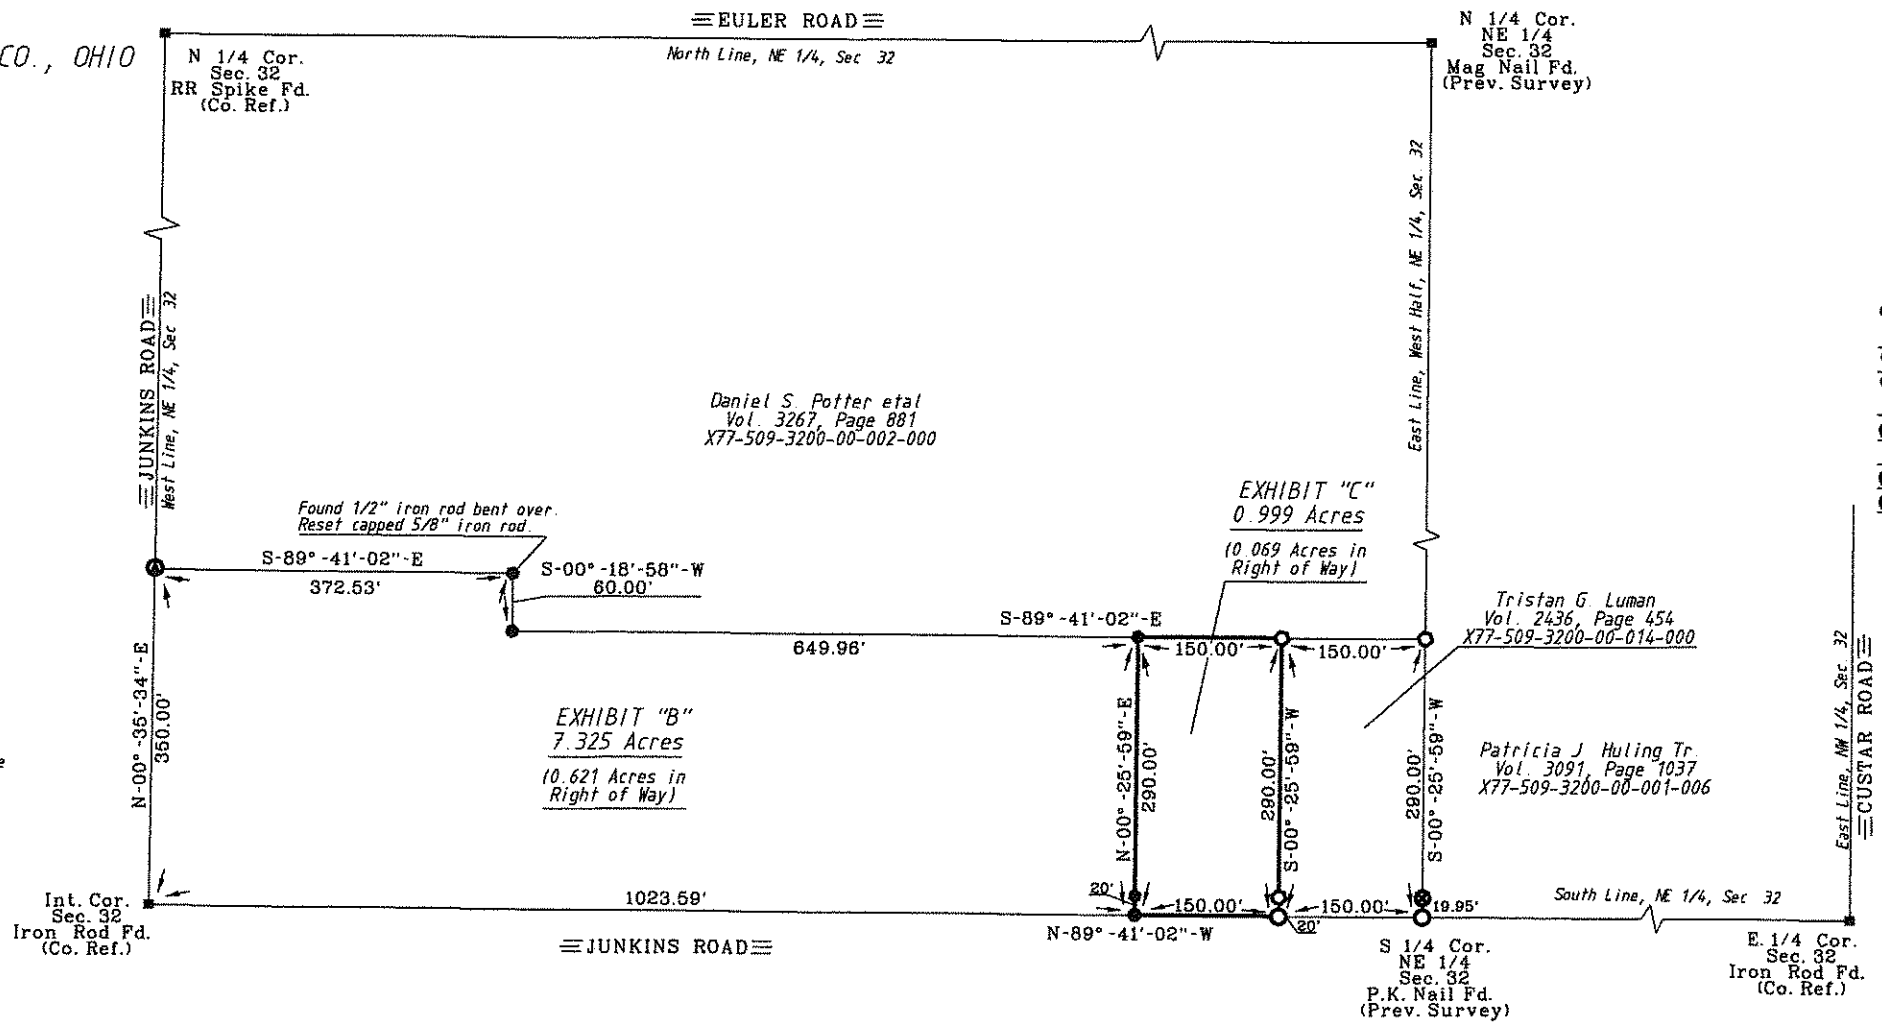 CO., OHIO
EULER ROAD
North Line, NE 1/4, Sec 32
N 1/4 Cor.
Sec. 32
RR Spike Fd.
(Co. Ref.)
N 1/4 Cor.
NE 1/4
Sec. 32
Mag Nail Fd.
(Prev. Survey)
JUNKINS ROAD
West Line, NE 1/4, Sec 32
East Line, West Half, NE 1/4, Sec. 32
Daniel S. Potter etal
Vol. 3267, Page 881
X77-509-3200-00-002-000
Found 1/2" iron rod bent over.
Reset capped 5/8" iron rod.
S-89°-41'-02"-E
372.53'
S-00°-18'-58"-W
60.00'
EXHIBIT "C"
0.999 Acres
(0.069 Acres in
Right of Way)
Tristan G. Luman
Vol. 2436, Page 454
X77-509-3200-00-014-000
S-89°-41'-02"-E
649.96'
150.00'
150.00'
N-00°-35'-34"-E
350.00'
EXHIBIT "B"
7.325 Acres
(0.621 Acres in
Right of Way)
N-00°-25'-59"-E
290.00'
290.00'
S-00°-25'-59"-W
290.00'
S-00°-25'-59"-W
Patricia J. Huling Tr.
Vol. 3091, Page 1037
X77-509-3200-00-001-006
East Line, NW 1/4, Sec. 32
CUSTAR ROAD
Int. Cor.
Sec. 32
Iron Rod Fd.
(Co. Ref.)
1023.59'
20'
150.00'
150.00'
20'
19.95'
South Line, NE 1/4, Sec 32
N-89°-41'-02"-W
JUNKINS ROAD
S 1/4 Cor.
NE 1/4
Sec. 32
P.K. Nail Fd.
(Prev. Survey)
E. 1/4 Cor.
Sec. 32
Iron Rod Fd.
(Co. Ref.)